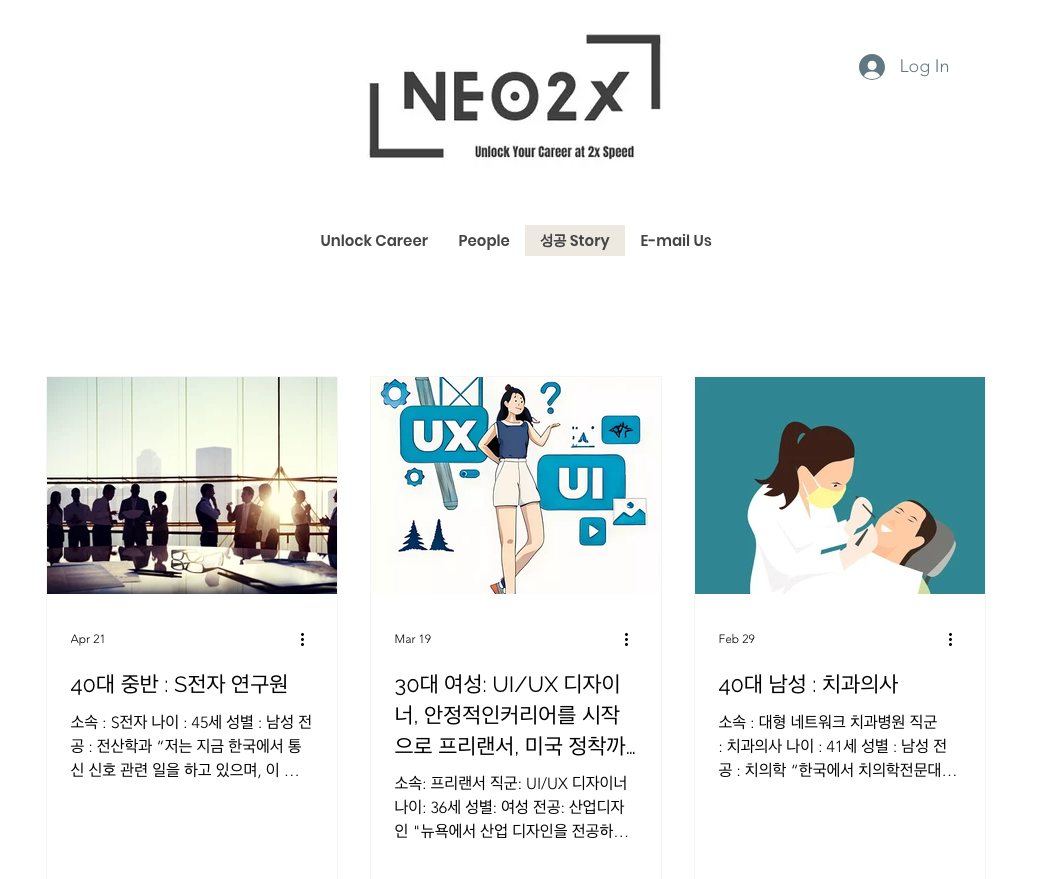 NEO2X
Unlock Your Career at 2x Speed
Log In
Unlock Career
People
성공 Story
E-mail Us
UX
UI
Apr 21
40대 중반 : S전자 연구원
소속 : S전자 나이 : 45세 성별 : 남성 전
공 : 전산학과 “저는 지금 한국에서 통
신 신호 관련 일을 하고 있으며, 이 ...
Mar 19
30대 여성: UI/UX 디자이
너, 안정적인커리어를 시작
으로 프리랜서, 미국 정착까...
소속: 프리랜서 직군: UI/UX 디자이너
나이: 36세 성별: 여성 전공: 산업디자
인 "뉴욕에서 산업 디자인을 전공하...
Feb 29
40대 남성 : 치과의사
소속 : 대형 네트워크 치과병원 직군
: 치과의사 나이 : 41세 성별 : 남성 전
공 : 치의학 “한국에서 치의학전문대...